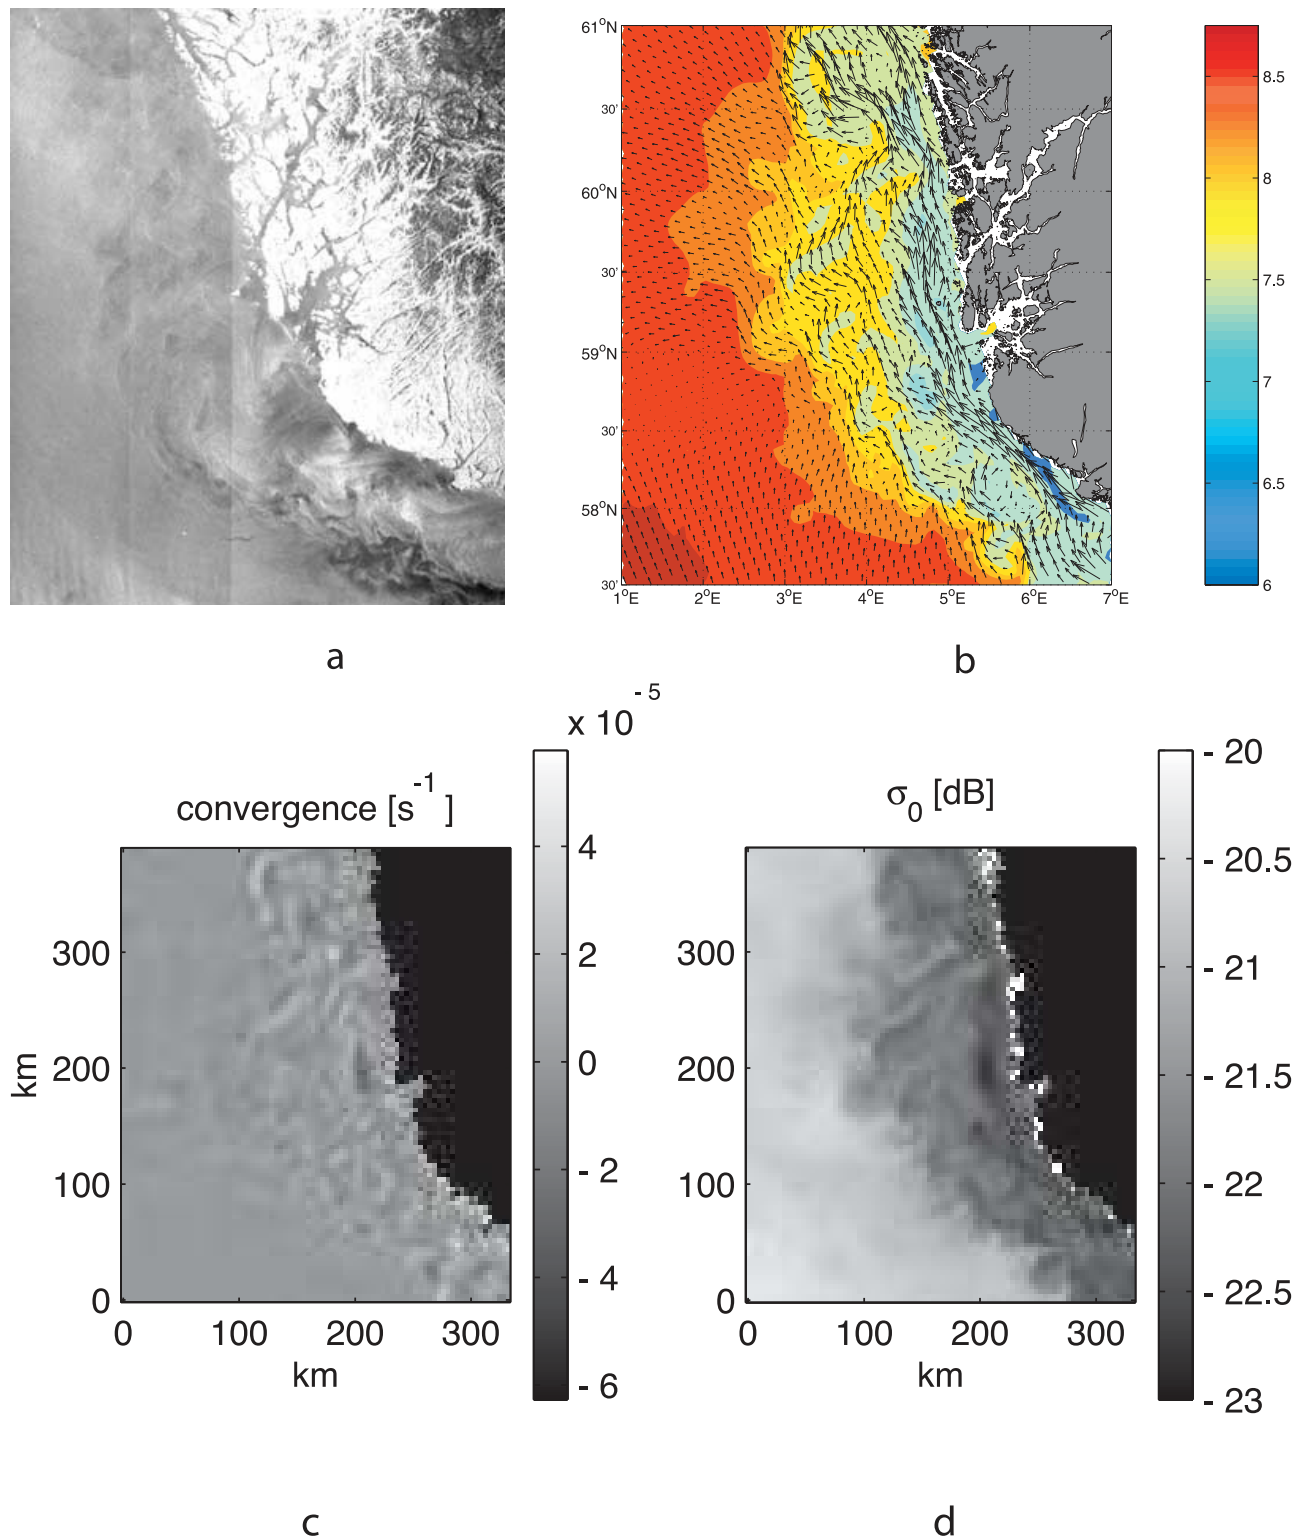 61°N
30'
60°N
30'
59°N
30'
58°N
30'
1°E 2°E 3°E 4°E 5°E 6°E 7°E
8.5
8
7.5
7
6.5
6
a
b
x 10 - 5
convergence [s -1 ]
300
200
100
0
km
0 100 200 300
km
4
2
0
- 2
- 4
- 6
σ0 [dB]
300
200
100
0
0 100 200 300
km
- 20
- 20.5
- 21
- 21.5
- 22
- 22.5
- 23
c
d